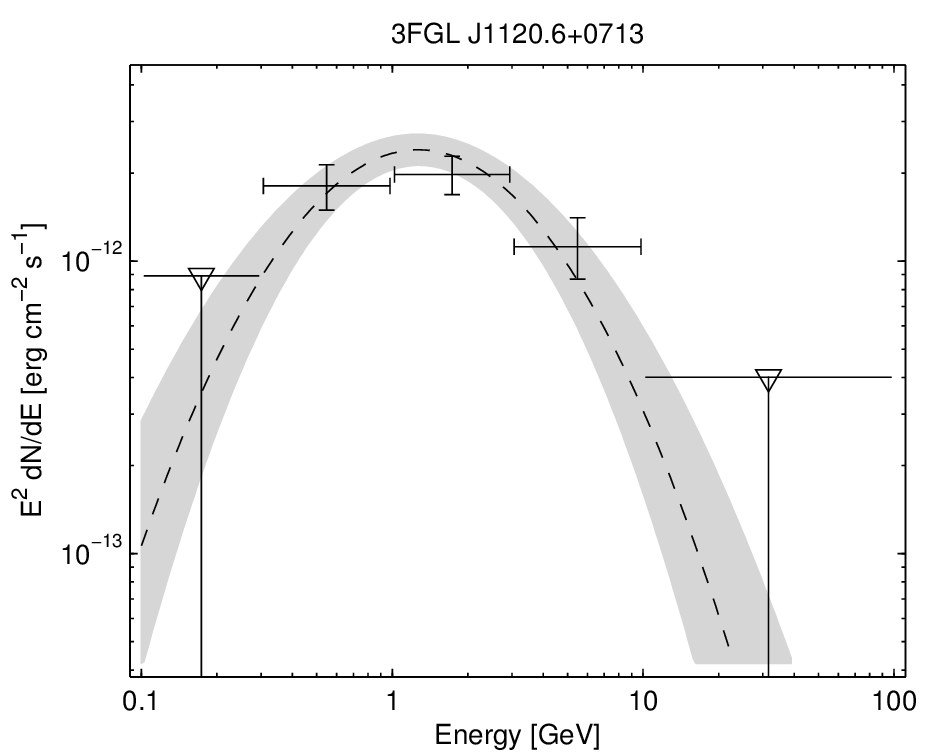 3FGL J1120.6+0713
E² dN/dE [erg cm⁻² s⁻¹]
10⁻¹²
10⁻¹³
0.1 1 10 100
Energy [GeV]